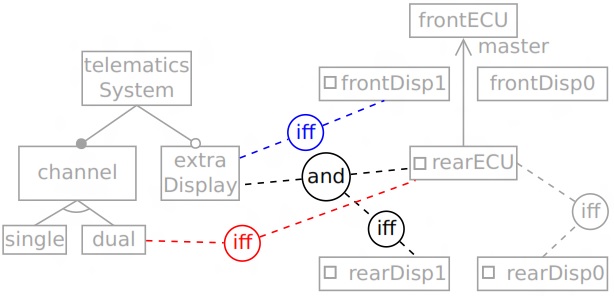 frontECU
master
telematics
System
frontDisp1
frontDisp0
iff
channel
extra
Display
and
rearECU
iff
single
dual
iff
iff
rearDisp1
rearDisp0